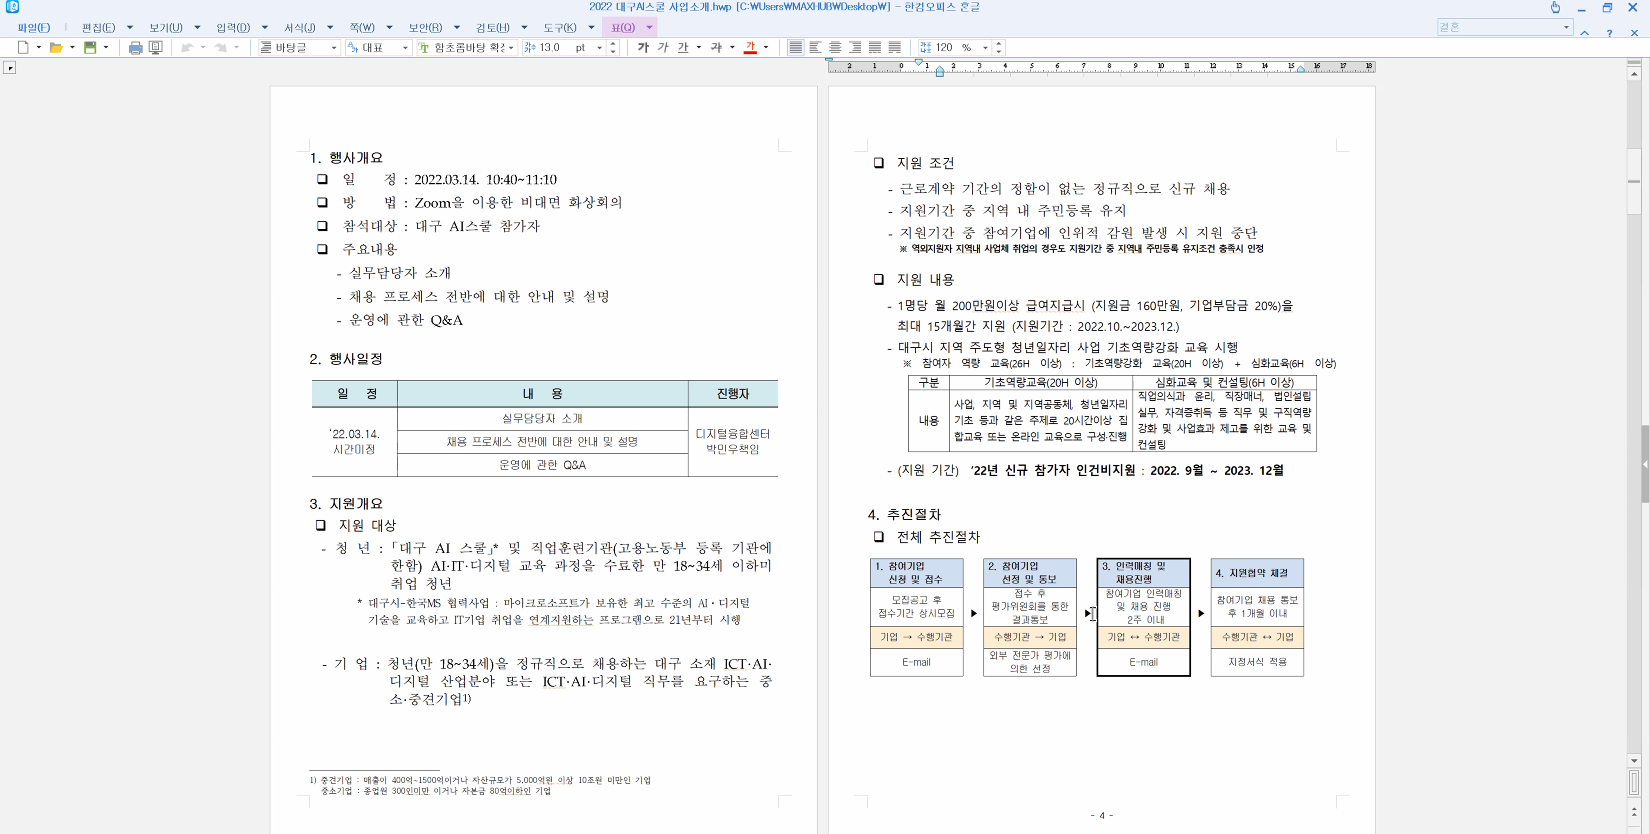 2022 대구AI스쿨 사업소개.hwp [C:₩Users₩MAXHUB₩Desktop₩] - 한컴오피스 한글
파일(F) 편집(E) 보기(U) 입력(D) 서식(J) 쪽(W) 보안(R) 검토(H) 도구(K) 표(Q) 결혼
바탕글 대표 함초롬바탕 확장 13.0 pt 가 가 가 가 가 120 %
2 1 0 1 2 3 4 5 6 7 8 9 10 11 12 13 14 15 16 17 18
1. 행사개요
❏ 일 정 : 2022.03.14. 10:40~11:10
❏ 방 법 : Zoom을 이용한 비대면 화상회의
❏ 참석대상 : 대구 AI스쿨 참가자
❏ 주요내용
- 실무담당자 소개
- 채용 프로세스 전반에 대한 안내 및 설명
- 운영에 관한 Q&A
2. 행사일정
일 정 내 용 진행자
'22.03.14.
시간미정
실무담당자 소개
채용 프로세스 전반에 대한 안내 및 설명
운영에 관한 Q&A
디지털융합센터
박민우책임
3. 지원개요
❏ 지원 대상
- 청 년 : 「대구 AI 스쿨」* 및 직업훈련기관(고용노동부 등록 기관에
한함) AI·IT·디지털 교육 과정을 수료한 만 18~34세 이하미
취업 청년
* 대구시-한국MS 협력사업 : 마이크로소프트가 보유한 최고 수준의 AI·디지털
기술을 교육하고 IT기업 취업을 연계지원하는 프로그램으로 21년부터 시행
- 기 업 : 청년(만 18~34세)을 정규직으로 채용하는 대구 소재 ICT·AI·
디지털 산업분야 또는 ICT·AI·디지털 직무를 요구하는 중
소·중견기업1)
1) 중견기업 : 매출이 400억~1500억이거나 자산규모가 5,000억원 이상 10조원 미만인 기업
중소기업 : 종업원 300인미만 이거나 자본금 80억이하인 기업
❏ 지원 조건
- 근로계약 기간의 정함이 없는 정규직으로 신규 채용
- 지원기간 중 지역 내 주민등록 유지
- 지원기간 중 참여기업에 인위적 감원 발생 시 지원 중단
※ 역외지원자 지역내 사업체 취업의 경우도 지원기간 중 지역내 주민등록 유지조건 충족시 인정
❏ 지원 내용
- 1명당 월 200만원이상 급여지급시 (지원금 160만원, 기업부담금 20%)을
최대 15개월간 지원 (지원기간 : 2022.10.~2023.12.)
- 대구시 지역 주도형 청년일자리 사업 기초역량강화 교육 시행
※ 참여자 역량 교육(26H 이상) : 기초역량강화 교육(20H 이상) + 심화교육(6H 이상)
구분 기초역량교육(20H 이상) 심화교육 및 컨설팅(6H 이상)
내용
사업, 지역 및 지역공동체, 청년일자리
기초 등과 같은 주제로 20시간이상 집
합교육 또는 온라인 교육으로 구성·진행
직업의식과 윤리, 직장매너, 법인설립
실무, 자격증취득 등 직무 및 구직역량
강화 및 사업효과 제고를 위한 교육 및
컨설팅
- (지원 기간) '22년 신규 참가자 인건비지원 : 2022. 9월 ~ 2023. 12월
4. 추진절차
❏ 전체 추진절차
1. 참여기업
신청 및 접수
모집공고 후
접수기간 상시모집
기업 → 수행기관
E-mail
▶
2. 참여기업
선정 및 통보
접수 후
평가위원회를 통한
결과통보
수행기관 → 기업
외부 전문가 평가에
의한 선정
▶
3. 인력매칭 및
채용진행
참여기업 인력매칭
및 채용 진행
2주 이내
기업 ↔ 수행기관
E-mail
▶
4. 지원협약 체결
참여기업 채용 통보
후 1개월 이내
수행기관 ↔ 기업
지정서식 적용
- 4 -